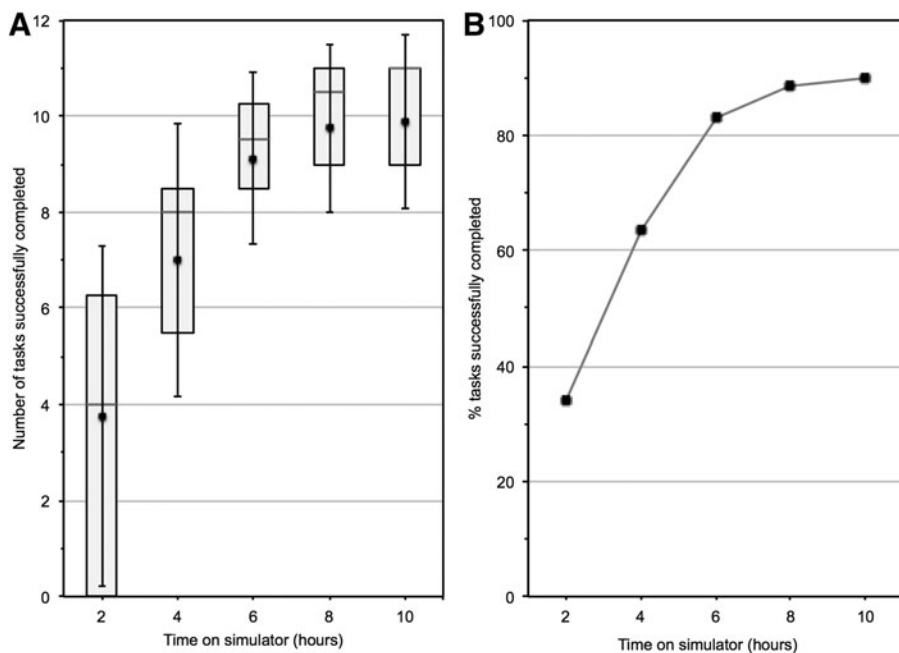 A
12
10
8
6
4
2
0
Number of tasks successfully completed
2 4 6 8 10
Time on simulator (hours)
B
100
80
60
40
20
0
% tasks successfully completed
2 4 6 8 10
Time on simulator (hours)